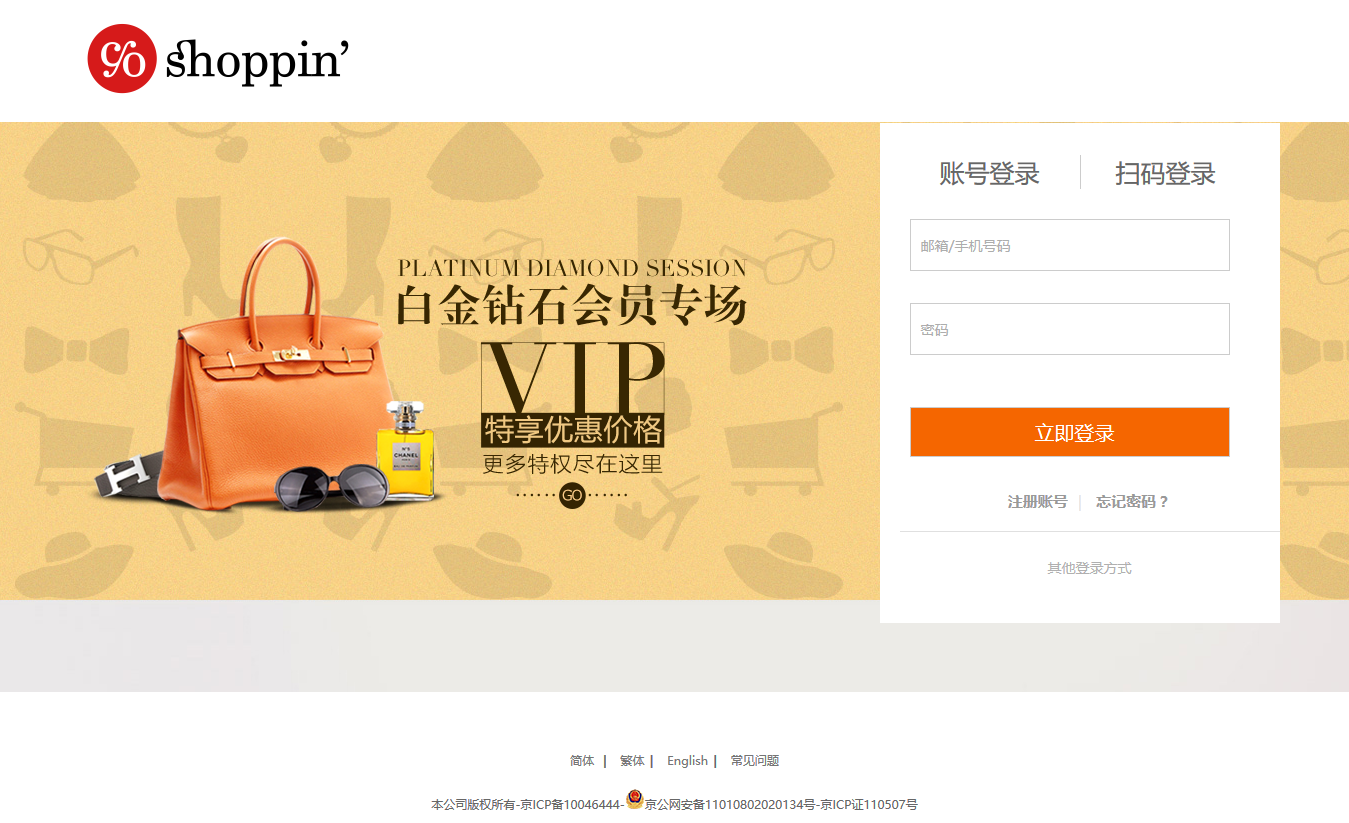 go shoppin’
账号登录
扫码登录
邮箱/手机号码
密码
立即登录
注册账号 | 忘记密码？
其他登录方式
PLATINUM DIAMOND SESSION
白金钻石会员专场
VIP
特享优惠价格
更多特权尽在这里
······GO······
N°5
CHANEL
简体 | 繁体 | English | 常见问题
本公司版权所有-京ICP备10046444-京公网安备11010802020134号-京ICP证110507号